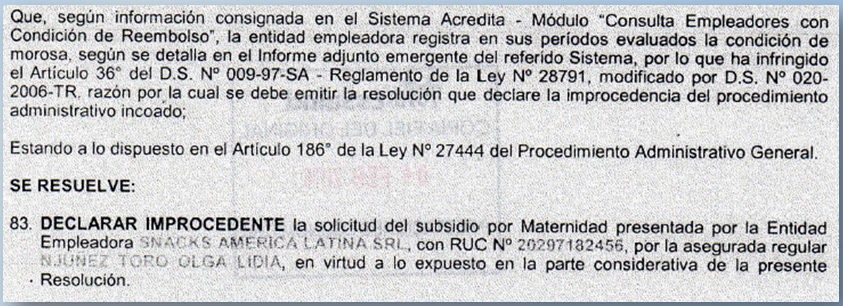 Que, según información consignada en el Sistema Acredita - Módulo "Consulta Empleadores con
Condición de Reembolso", la entidad empleadora registra en sus períodos evaluados la condición de
morosa, según se detalla en el Informe adjunto emergente del referido Sistema, por lo que ha infringido
el Artículo 36° del D.S. Nº 009-97-SA - Reglamento de la Ley Nº 28791, modificado por D.S. Nº 020-
2006-TR, razón por la cual se debe emitir la resolución que declare la improcedencia del procedimiento
administrativo incoado;
Estando a lo dispuesto en el Artículo 186° de la Ley Nº 27444 del Procedimiento Administrativo General.
SE RESUELVE:
83. DECLARAR IMPROCEDENTE la solicitud del subsidio por Maternidad presentada por la Entidad
Empleadora SNACKS AMERICA LATINA SRL, con RUC Nº 20297182456, por la asegurada regular
NJUNEZ TORO OLGA LIDIA, en virtud a lo expuesto en la parte considerativa de la presente
Resolución.